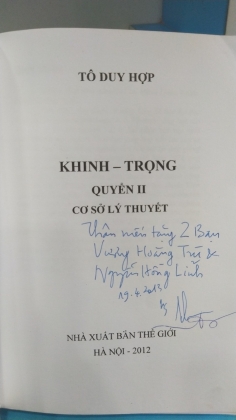 TÔ DUY HỢP
KHINH – TRỌNG
QUYỂN II
CƠ SỞ LÝ THUYẾT
Thân mến tặng 2 Bạn
Vương Hoàng Trù &
Nguyễn Hồng Linh
19.4.2013
NHÀ XUẤT BẢN THẾ GIỚI
HÀ NỘI - 2012